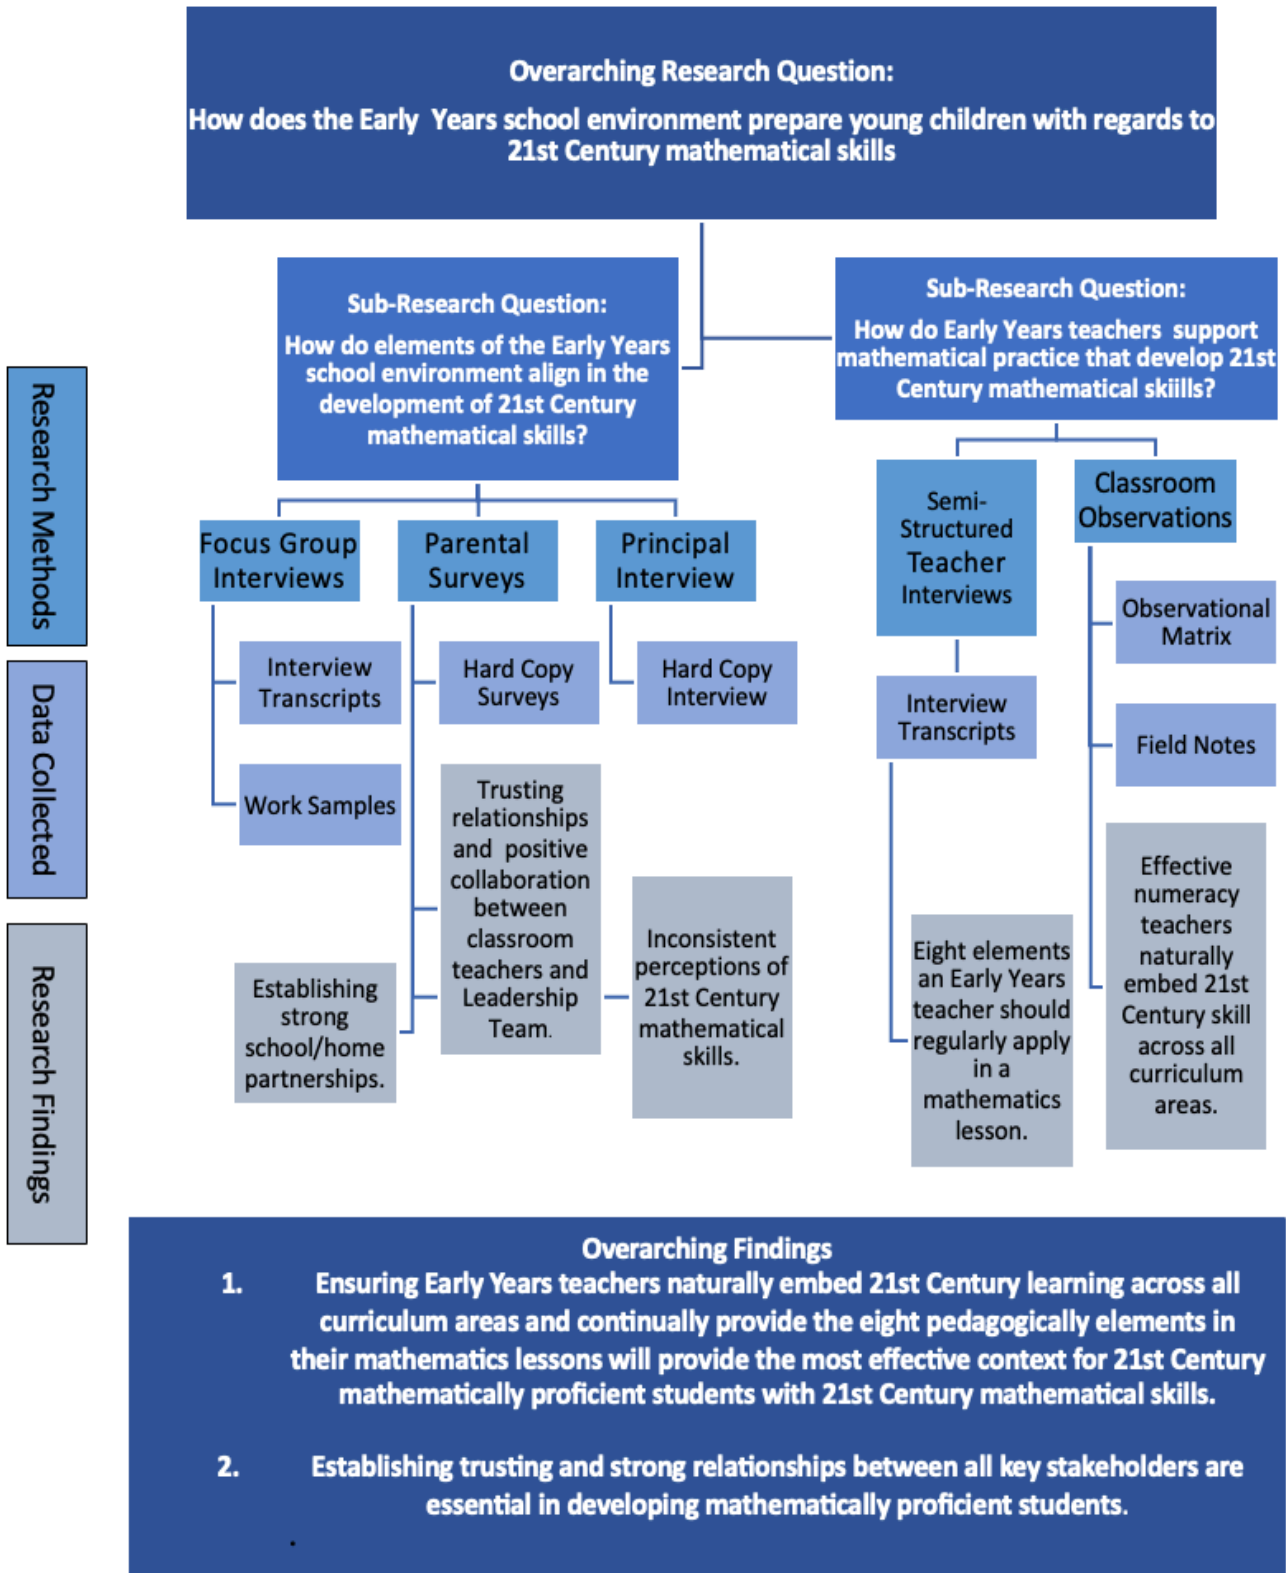 Overarching Research Question:
How does the Early Years school environment prepare young children with regards to
21st Century mathematical skills
Sub-Research Question:
How do elements of the Early Years
school environment align in the
development of 21st Century
mathematical skills?
Sub-Research Question:
How do Early Years teachers support
mathematical practice that develop 21st
Century mathematical skiills?
Research Methods
Focus Group
Interviews
Parental
Surveys
Principal
Interview
Semi-
Structured
Teacher
Interviews
Classroom
Observations
Data Collected
Interview
Transcripts
Work Samples
Hard Copy
Surveys
Hard Copy
Interview
Interview
Transcripts
Observational
Matrix
Field Notes
Research Findings
Establishing
strong
school/home
partnerships.
Trusting
relationships
and positive
collaboration
between
classroom
teachers and
Leadership
Team.
Inconsistent
perceptions of
21st Century
mathematical
skills.
Eight elements
an Early Years
teacher should
regularly apply
in a
mathematics
lesson.
Effective
numeracy
teachers
naturally
embed 21st
Century skill
across all
curriculum
areas.
Overarching Findings
1. Ensuring Early Years teachers naturally embed 21st Century learning across all
curriculum areas and continually provide the eight pedagogically elements in
their mathematics lessons will provide the most effective context for 21st Century
mathematically proficient students with 21st Century mathematical skills.
2. Establishing trusting and strong relationships between all key stakeholders are
essential in developing mathematically proficient students.
.